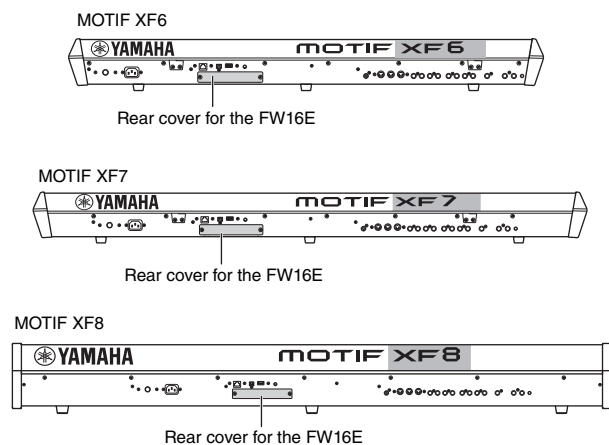 MOTIF XF6
YAMAHA MOTIF XF6
Rear cover for the FW16E
MOTIF XF7
YAMAHA MOTIF XF7
Rear cover for the FW16E
MOTIF XF8
YAMAHA MOTIF XF8
Rear cover for the FW16E